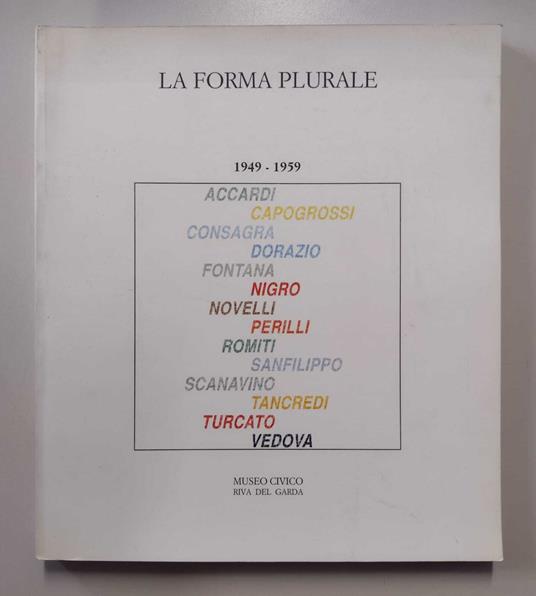 LA FORMA PLURALE
1949 - 1959
ACCARDI
CAPOGROSSI
CONSAGRA
DORAZIO
FONTANA
NIGRO
NOVELLI
PERILLI
ROMITI
SANFILIPPO
SCANAVINO
TANCREDI
TURCATO
VEDOVA
MUSEO CIVICO
RIVA DEL GARDA